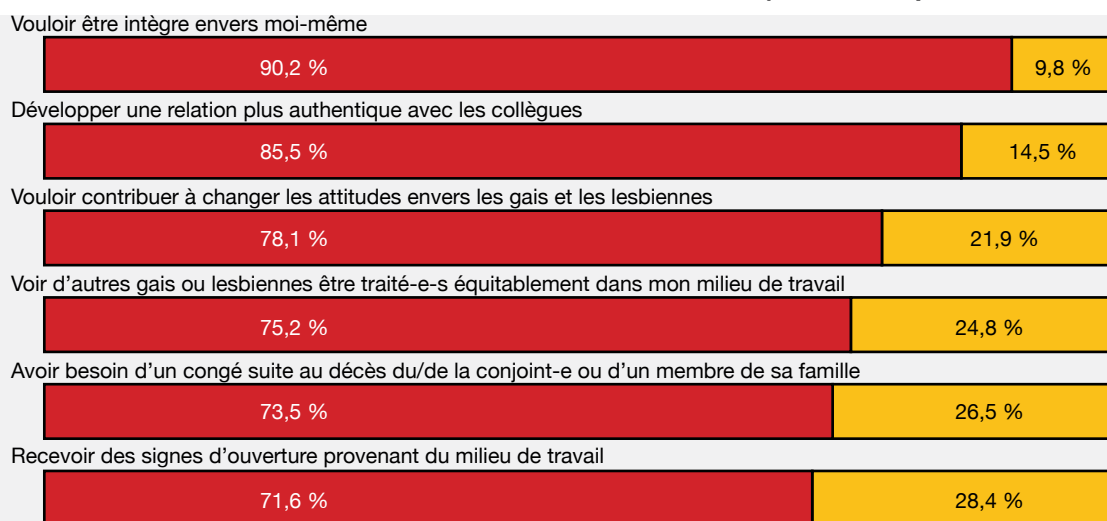 Vouloir être intègre envers moi-même
90,2 % 9,8 %
Développer une relation plus authentique avec les collègues
85,5 % 14,5 %
Vouloir contribuer à changer les attitudes envers les gais et les lesbiennes
78,1 % 21,9 %
Voir d’autres gais ou lesbiennes être traité-e-s équitablement dans mon milieu de travail
75,2 % 24,8 %
Avoir besoin d’un congé suite au décès du/de la conjoint-e ou d’un membre de sa famille
73,5 % 26,5 %
Recevoir des signes d’ouverture provenant du milieu de travail
71,6 % 28,4 %